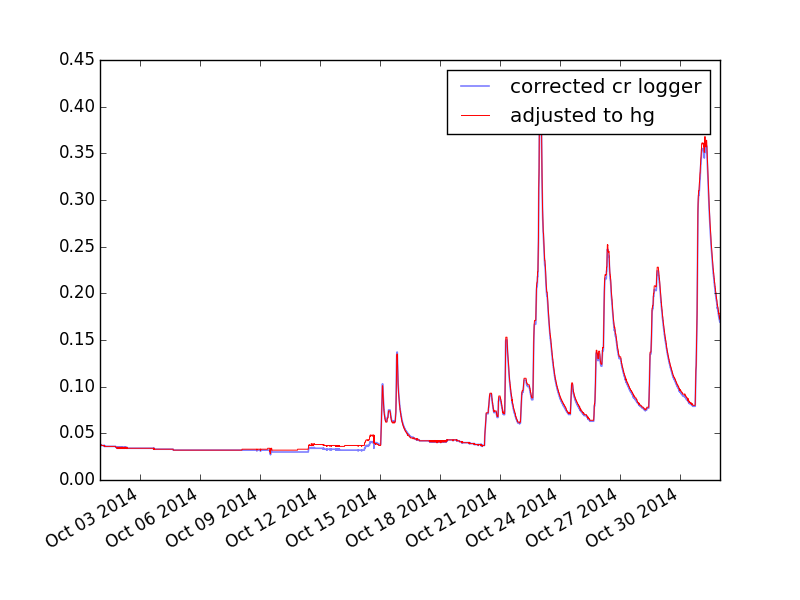 0.45
0.40
0.35
0.30
0.25
0.20
0.15
0.10
0.05
0.00
corrected cr logger
adjusted to hg
Oct 03 2014
Oct 06 2014
Oct 09 2014
Oct 12 2014
Oct 15 2014
Oct 18 2014
Oct 21 2014
Oct 24 2014
Oct 27 2014
Oct 30 2014